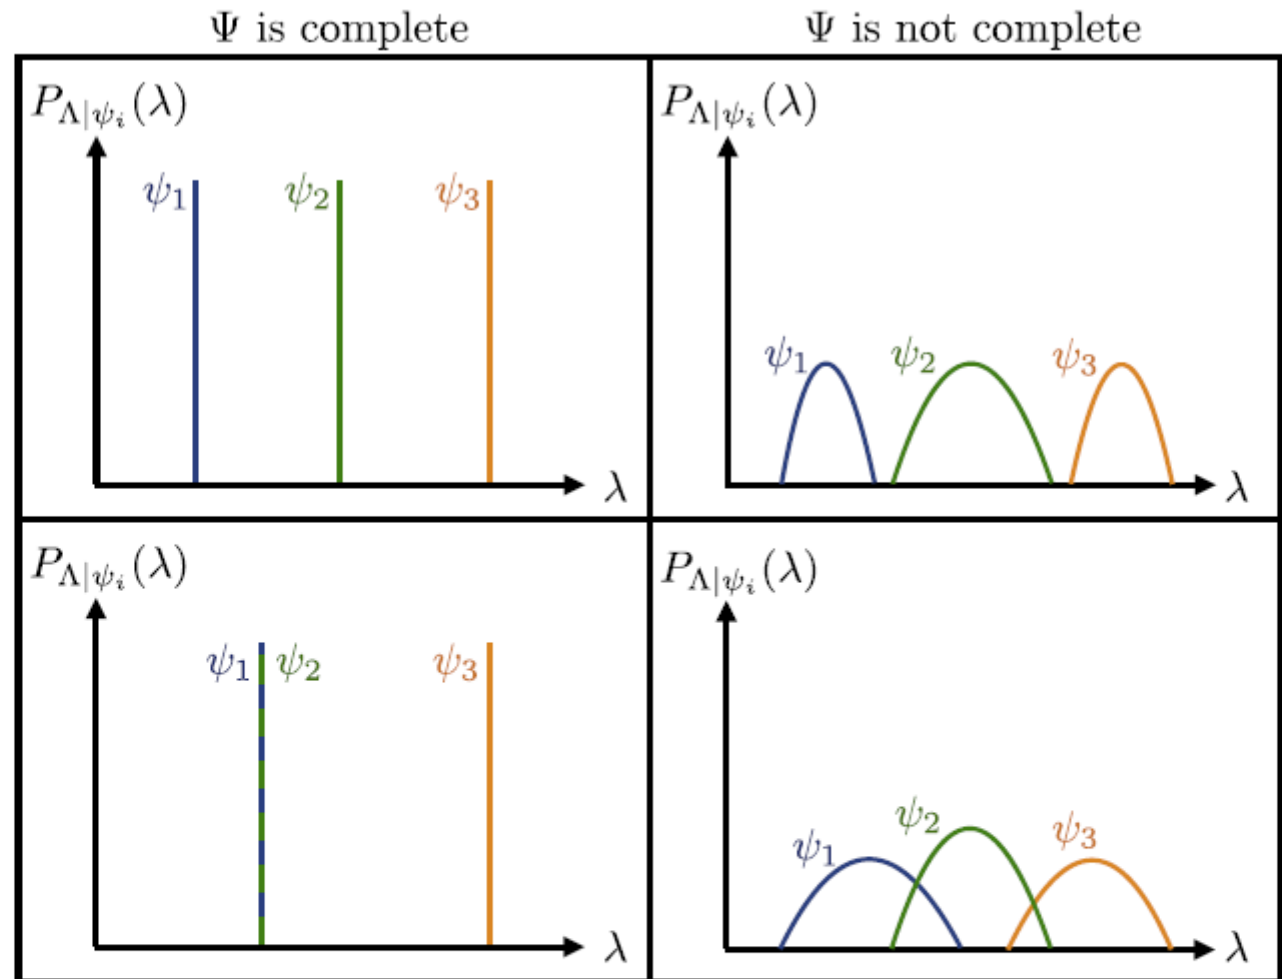 Ψ is complete
Ψ is not complete
P_{Λ|ψ_i}(λ)
ψ_1
ψ_2
ψ_3
λ
P_{Λ|ψ_i}(λ)
ψ_1
ψ_2
ψ_3
λ
P_{Λ|ψ_i}(λ)
ψ_1
ψ_2
ψ_3
λ
P_{Λ|ψ_i}(λ)
ψ_1
ψ_2
ψ_3
λ